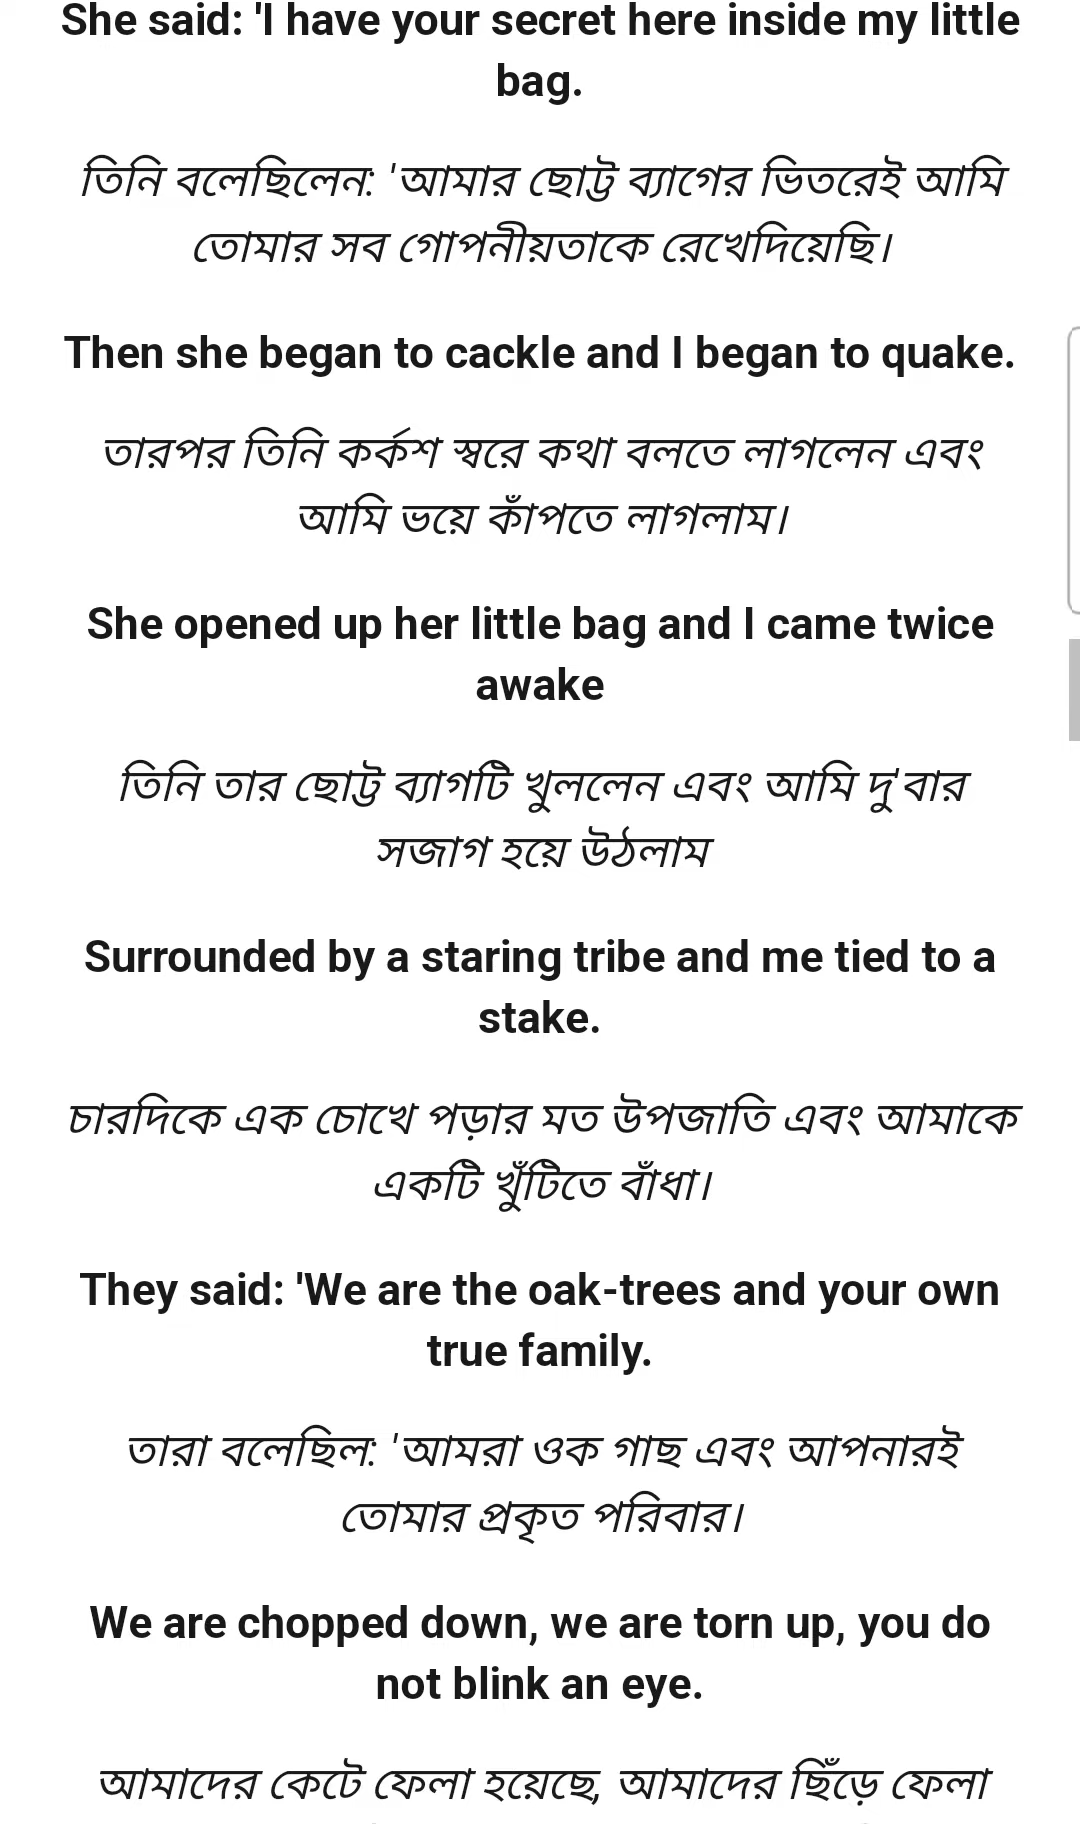 She said: 'I have your secret here inside my little
bag.
তিনি বলেছিলেন: 'আমার ছোট্ট ব্যাগের ভিতরেই আমি
তোমার সব গোপনীয়তাকে রেখেদিয়েছি।
Then she began to cackle and I began to quake.
তারপর তিনি কর্কশ স্বরে কথা বলতে লাগলেন এবং
আমি ভয়ে কাঁপতে লাগলাম।
She opened up her little bag and I came twice
awake
তিনি তার ছোট্ট ব্যাগটি খুললেন এবং আমি দু'বার
সজাগ হয়ে উঠলাম
Surrounded by a staring tribe and me tied to a
stake.
চারদিকে এক চোখে পড়ার মত উপজাতি এবং আমাকে
একটি খুঁটিতে বাঁধা।
They said: 'We are the oak-trees and your own
true family.
তারা বলেছিল: 'আমরা ওক গাছ এবং আপনারই
তোমার প্রকৃত পরিবার।
We are chopped down, we are torn up, you do
not blink an eye.
আমাদের কেটে ফেলা হয়েছে, আমাদের ছিঁড়ে ফেলা